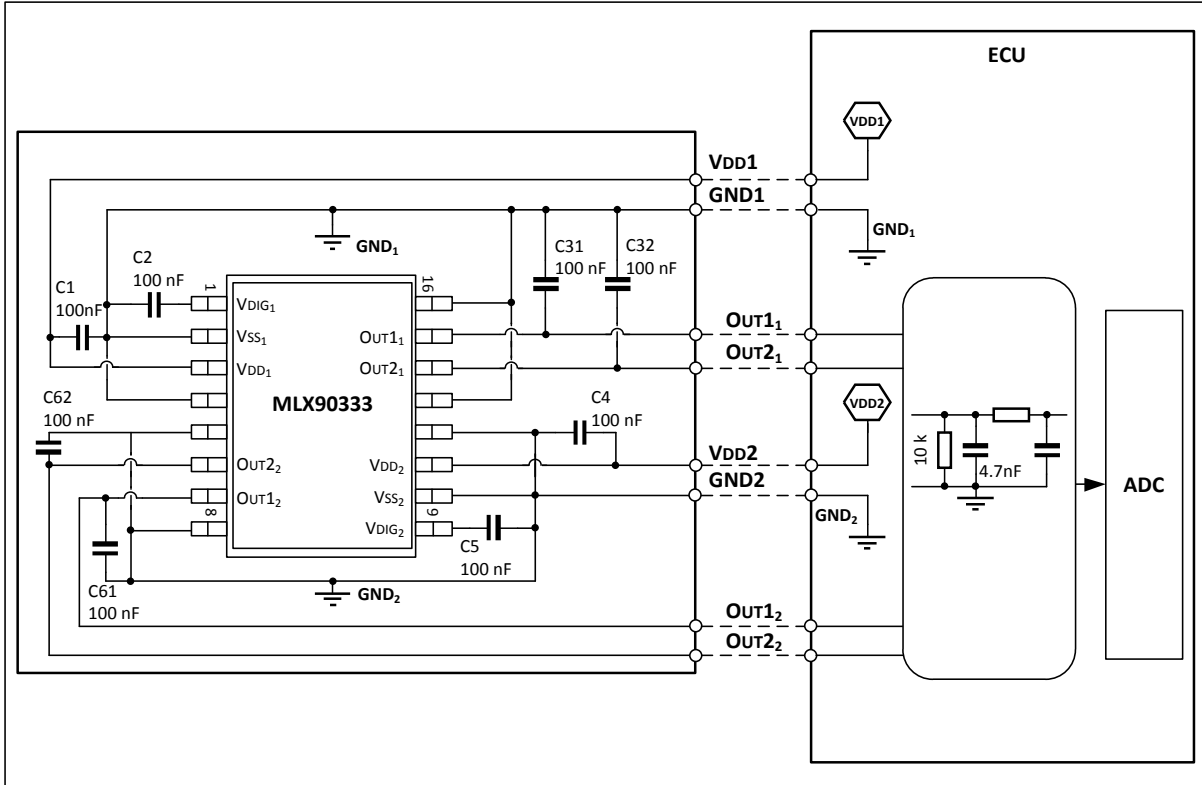 ECU
VDD1
VDD1
GND1
GND₁
GND₁
C31
100 nF
C32
100 nF
C2
100 nF
C1
100nF
1
16
VDIG₁
VSS₁
VDD₁
OUT1₁
OUT2₁
OUT1₁
OUT2₁
MLX90333
C62
100 nF
C4
100 nF
VDD2
OUT2₂
OUT1₂
8
VDD₂
VSS₂
9
VDIG₂
VDD2
GND2
GND₂
10 k
4.7nF
ADC
C5
100 nF
C61
100 nF
GND₂
OUT1₂
OUT2₂